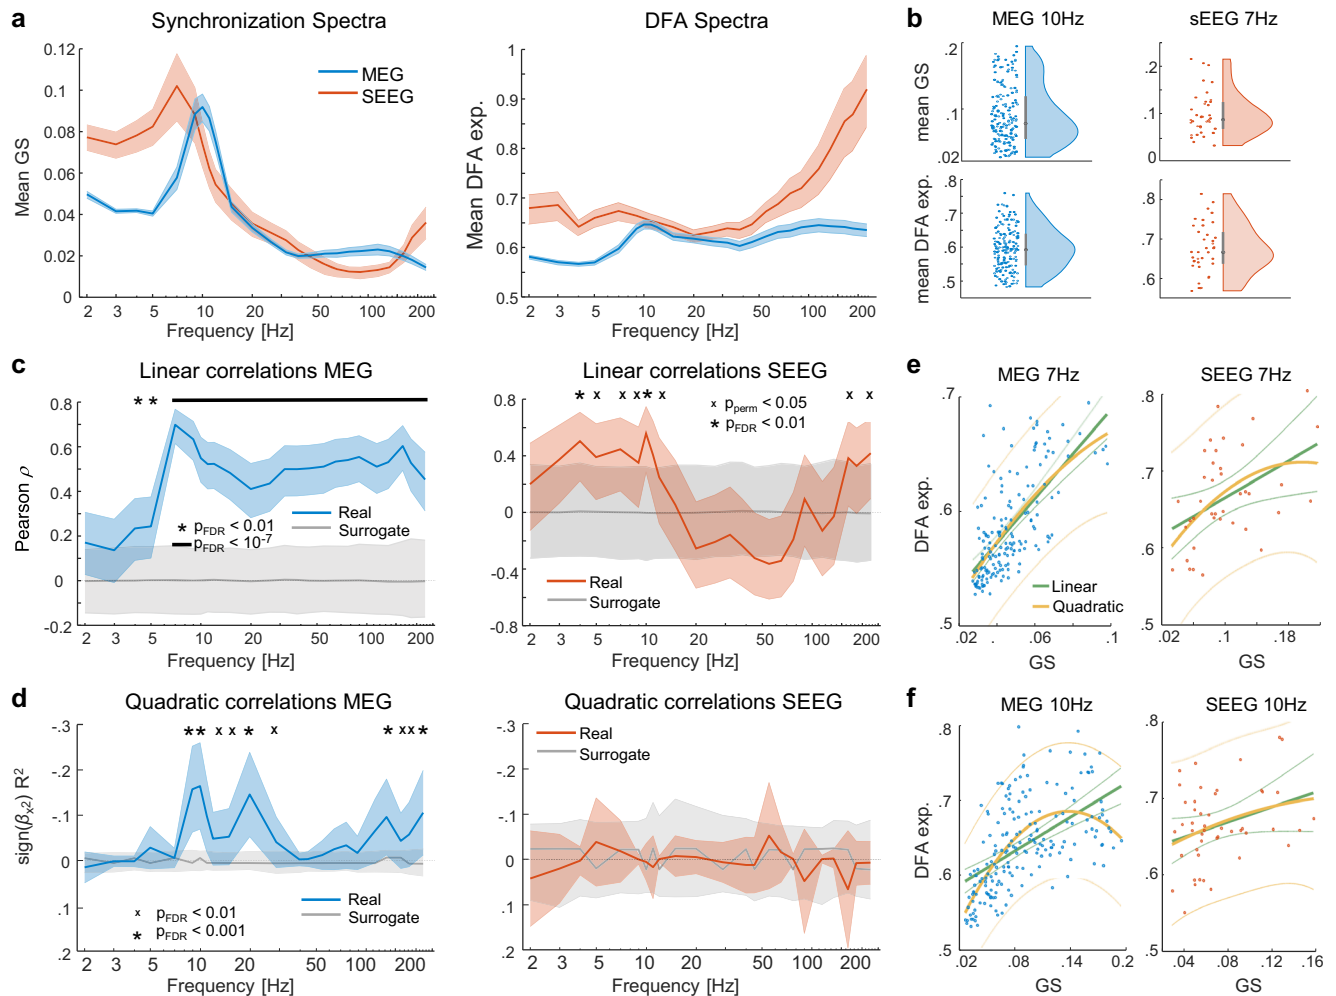 a
Synchronization Spectra
DFA Spectra
b
MEG 10Hz
sEEG 7Hz
0.12
0.10
0.08
0.06
0.04
0.02
0
Mean GS
MEG
SEEG
2 3 5 10 20 50 100 200
Frequency [Hz]
1
0.9
0.8
0.7
0.6
0.5
Mean DFA exp.
2 3 5 10 20 50 100 200
Frequency [Hz]
mean GS
.2
.1
.02
.2
.1
0
mean DFA exp.
.8
.7
.6
.5
.8
.7
.6
c
Linear correlations MEG
Linear correlations SEEG
e
MEG 7Hz
SEEG 7Hz
0.8
0.6
0.4
0.2
0
-0.2
Pearson ρ
* *
* pFDR < 0.01
pFDR < 10-7
Real
Surrogate
2 3 5 10 20 50 100 200
Frequency [Hz]
0.8
0.4
0
-0.4
-0.8
* x x x * x x x
x pperm < 0.05
* pFDR < 0.01
Real
Surrogate
2 3 5 10 20 50 100 200
Frequency [Hz]
DFA exp.
.7
.6
.5
Linear
Quadratic
.02 .06 .1
GS
.8
.7
.6
.5
.02 .1 .18
GS
d
Quadratic correlations MEG
Quadratic correlations SEEG
f
MEG 10Hz
SEEG 10Hz
-.3
-.2
-.1
0
.1
.2
sign(βx2) R2
** x x * x * xx *
x pFDR < 0.01
* pFDR < 0.001
Real
Surrogate
2 3 5 10 20 50 100 200
Frequency [Hz]
-.3
-.2
-.1
0
.1
.2
Real
Surrogate
2 3 5 10 20 50 100 200
Frequency [Hz]
DFA exp.
.8
.7
.6
.5
.02 .08 .14 0.2
GS
.8
.7
.6
.5
.04 .08 .12 .16
GS